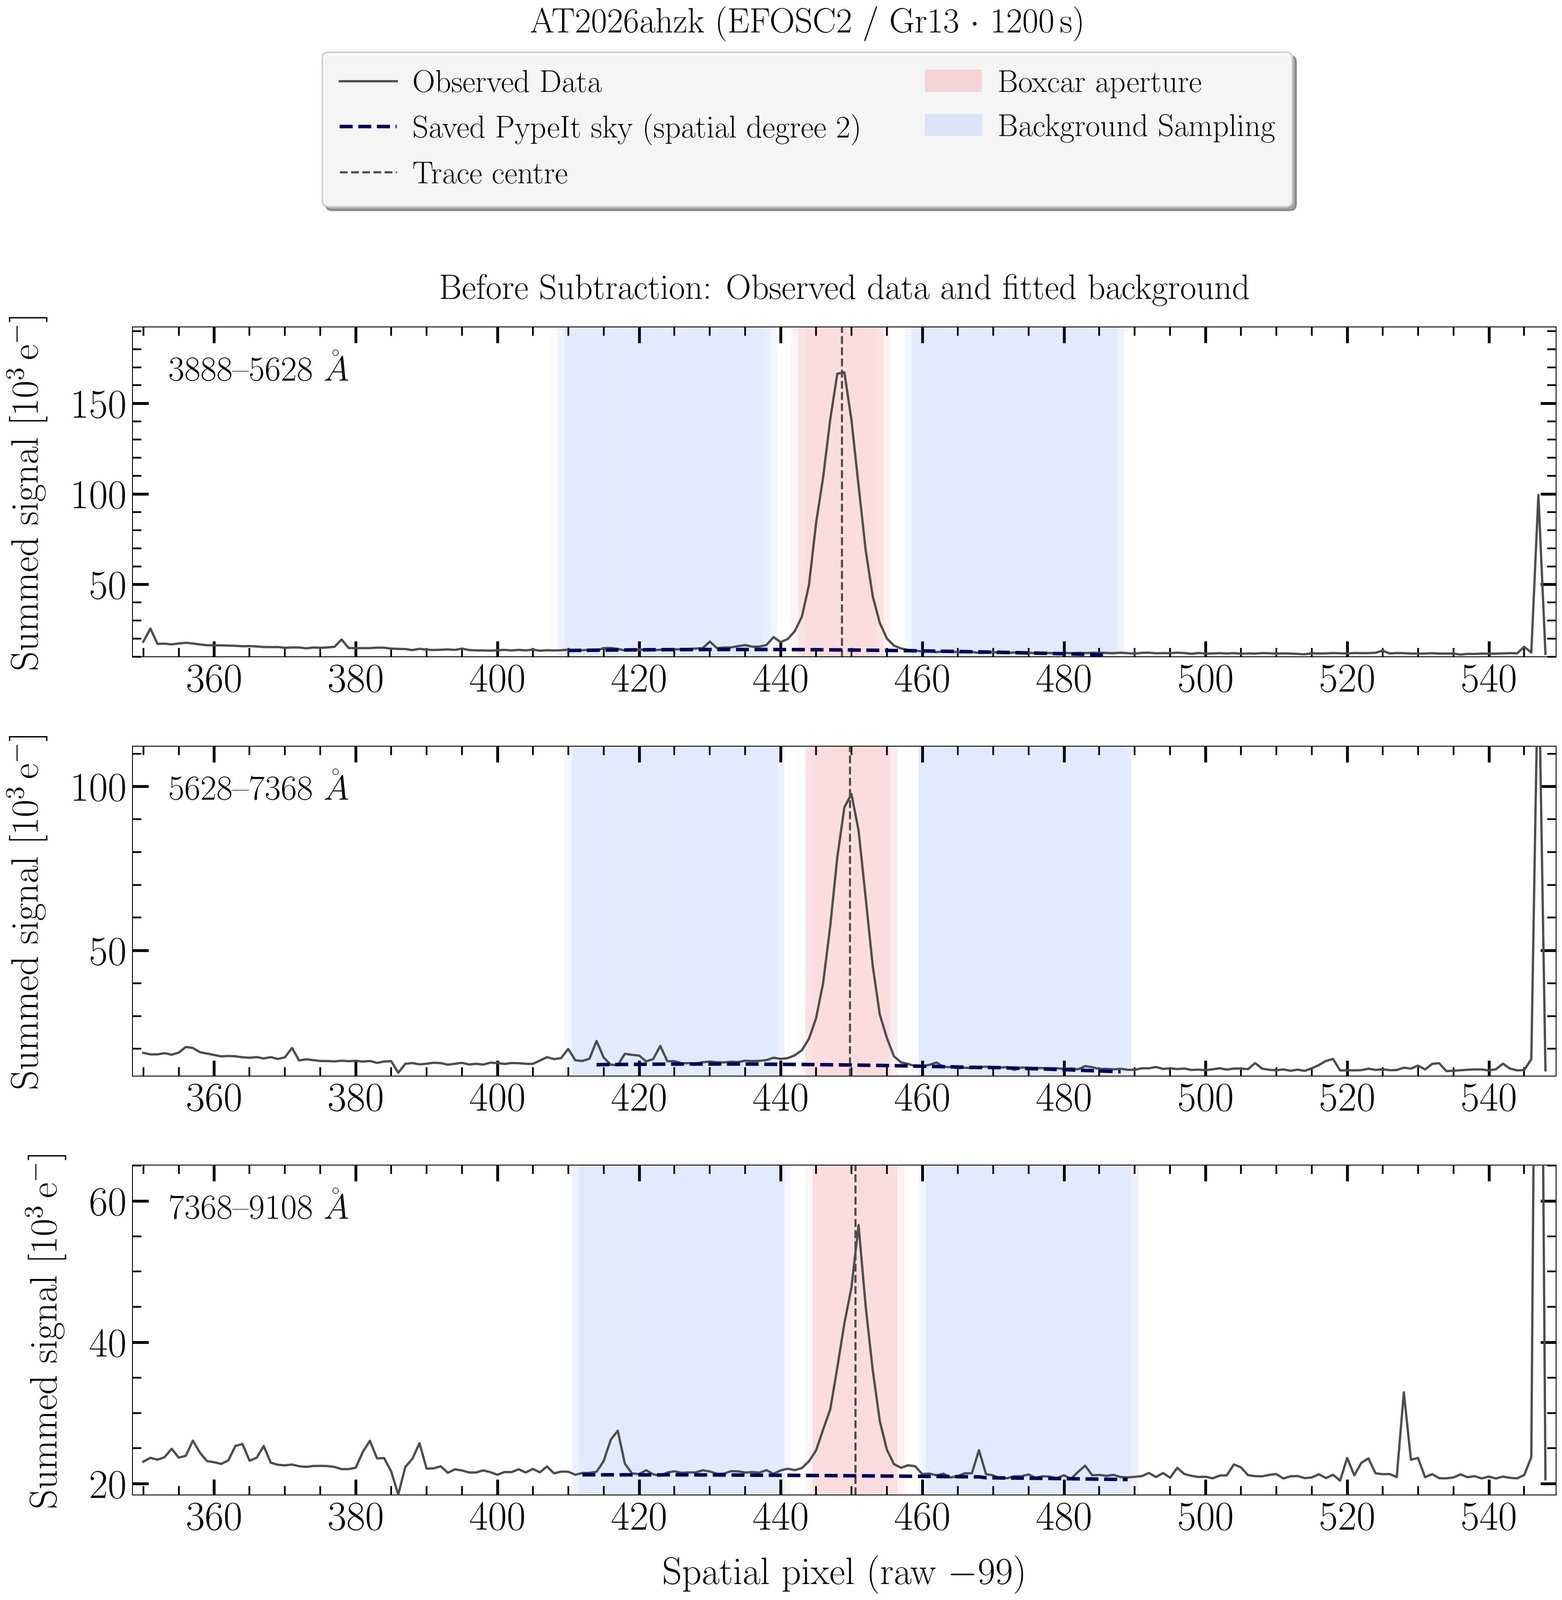 AT2026ahzk (EFOSC2 / Gr13 · 1200 s)
Observed Data
Saved PypeIt sky (spatial degree 2)
Trace centre
Boxcar aperture
Background Sampling
Before Subtraction: Observed data and fitted background
Summed signal [10³ e⁻]
3888–5628 Å
150
100
50
360 380 400 420 440 460 480 500 520 540
Summed signal [10³ e⁻]
5628–7368 Å
100
50
360 380 400 420 440 460 480 500 520 540
Summed signal [10³ e⁻]
7368–9108 Å
60
40
20
360 380 400 420 440 460 480 500 520 540
Spatial pixel (raw −99)